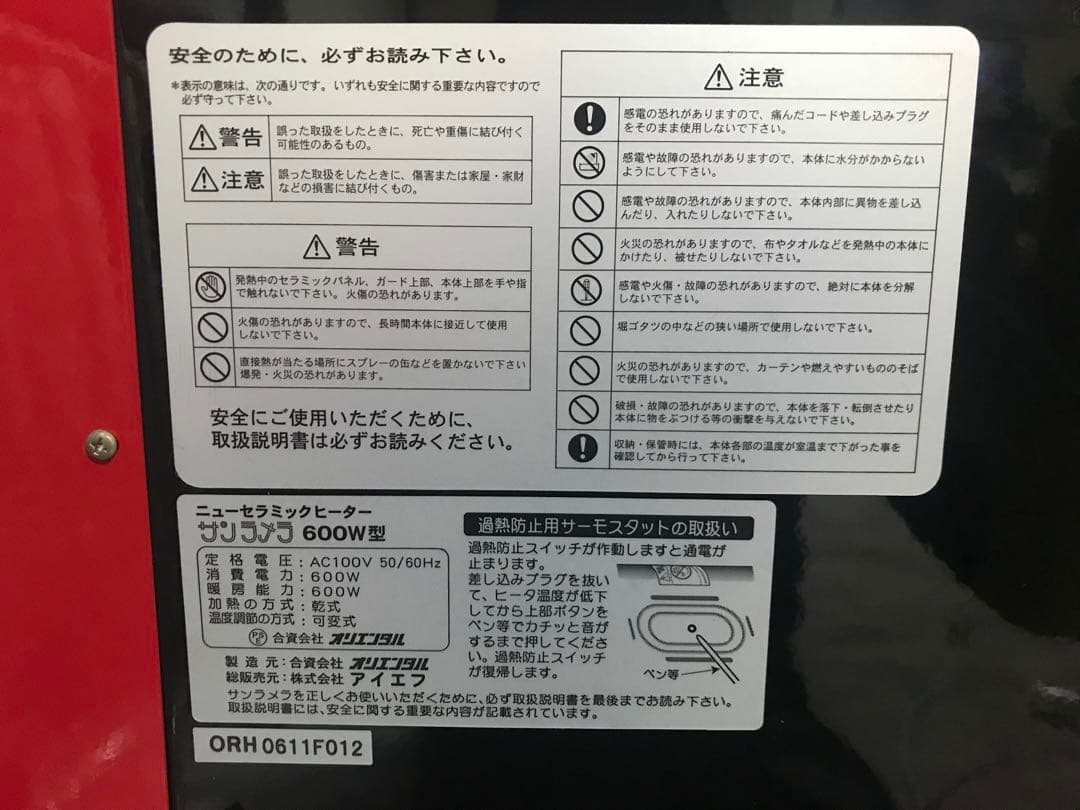 安全のために、必ずお読み下さい。
＊表示の意味は、次の通りです。いずれも安全に関する重要な内容ですので
必ず守って下さい。
警告
誤った取扱をしたときに、死亡や重傷に結び付く
可能性のあるもの。
注意
誤った取扱をしたときに、傷害または家屋・家財
などの損害に結び付くもの。
警告
発熱中のセラミックパネル、ガード上部、本体上部を手や指
で触れないで下さい。火傷の恐れがあります。
火傷の恐れがありますので、長時間本体に接近して使用
しないで下さい。
直接熱が当たる場所にスプレーの缶などを置かないで下さい
爆発・火災の恐れがあります。
安全にご使用いただくために、
取扱説明書は必ずお読みください。
注意
感電の恐れがありますので、痛んだコードや差し込みプラグ
をそのまま使用しないで下さい。
感電や故障の恐れがありますので、本体に水分がかからない
ようにして下さい。
感電や故障の恐れがありますので、本体内部に異物を差し込
んだり、入れたりしないで下さい。
火災の恐れがありますので、布やタオルなどを発熱中の本体に
かけたり、被せたりしないで下さい。
感電や火傷・故障の恐れがありますので、絶対に本体を分解
しないで下さい。
堀ゴタツの中などの狭い場所で使用しないで下さい。
火災の恐れがありますので、カーテンや燃えやすいもののそば
で使用しないで下さい。
破損・故障の恐れがありますので、本体を落下・転倒させたり
本体に物をぶつける等の衝撃を与えないで下さい。
収納・保管時には、本体各部の温度が室温まで下がった事を
確認してから行って下さい。
ニューセラミックヒーター
サンラメラ 600W型
定格電圧：AC100V 50/60Hz
消費電力：600W
暖房能力：600W
加熱の方式：乾式
温度調節の方式：可変式
PSE 合資会社 オリエンタル
製造元：合資会社 オリエンタル
総販売元：株式会社 アイエフ
過熱防止用サーモスタットの取扱い
過熱防止スイッチが作動しますと通電が
止まります。
差し込みプラグを抜い
て、ヒータ温度が低下
してから上部ボタンを
ペン等でカチッと音が
するまで押してくださ
い。過熱防止スイッチ
が復帰します。
ペン等
サンラメラを正しくお使いいただくために、必ず取扱説明書を最後までお読み下さい。
取扱説明書には、安全に関する重要な内容が記載されています。
ORH 0611F012